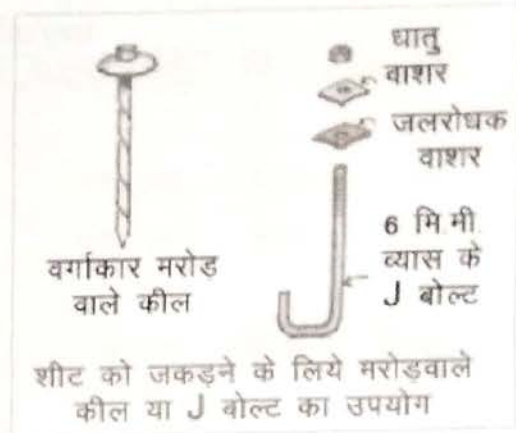 धातु
वाशर
जलरोधक
वाशर
6 मि.मी.
व्यास के
J बोल्ट
वर्गाकार मरोड़
वाले कील
शीट को जकड़ने के लिये मरोड़वाले
कील या J बोल्ट का उपयोग